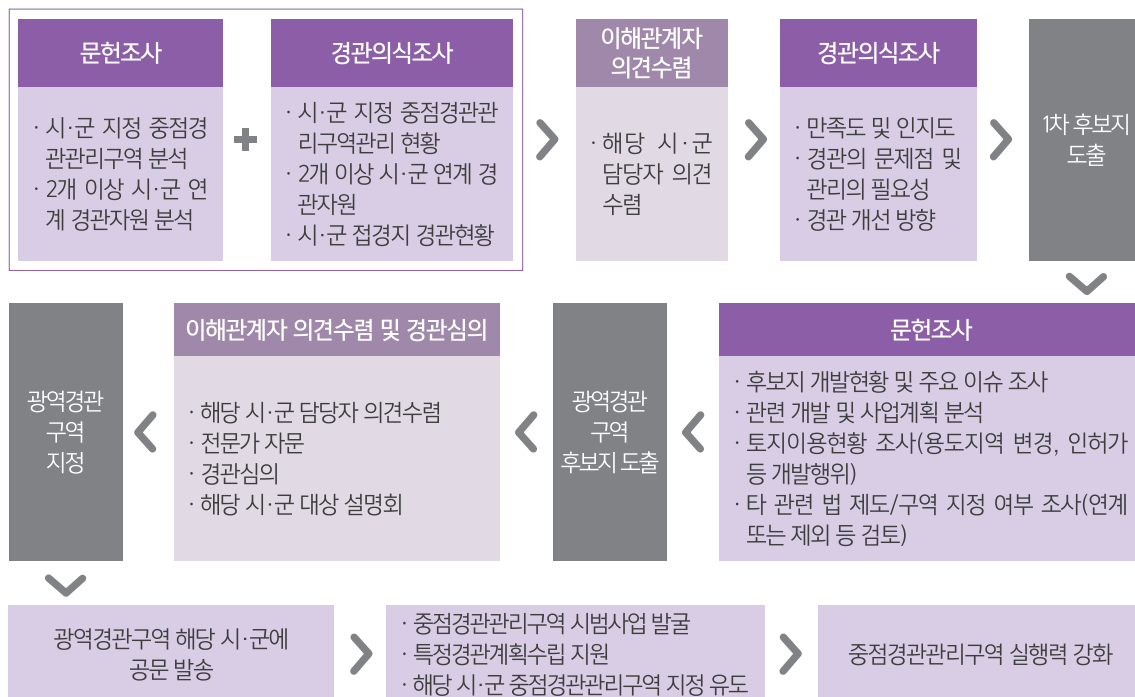 문헌조사
· 시·군 지정 중점경
관관리구역 분석
· 2개 이상 시·군 연
계 경관자원 분석
+
경관의식조사
· 시·군 지정 중점경관관
리구역관리 현황
· 2개 이상 시·군 연계 경
관자원
· 시·군 접경지 경관현황
이해관계자
의견수렴
· 해당 시·군
담당자 의견
수렴
경관의식조사
· 만족도 및 인지도
· 경관의 문제점 및
관리의 필요성
· 경관 개선 방향
1차 후보지
도출
문헌조사
· 후보지 개발현황 및 주요 이슈 조사
· 관련 개발 및 사업계획 분석
· 토지이용현황 조사(용도지역 변경, 인허가
등 개발행위)
· 타 관련 법 제도/구역 지정 여부 조사(연계
또는 제외 등 검토)
광역경관
구역
후보지 도출
이해관계자 의견수렴 및 경관심의
· 해당 시·군 담당자 의견수렴
· 전문가 자문
· 경관심의
· 해당 시·군 대상 설명회
광역경관
구역
지정
광역경관구역 해당 시·군에
공문 발송
· 중점경관관리구역 시범사업 발굴
· 특정경관계획수립 지원
· 해당 시·군 중점경관관리구역 지정 유도
중점경관관리구역 실행력 강화